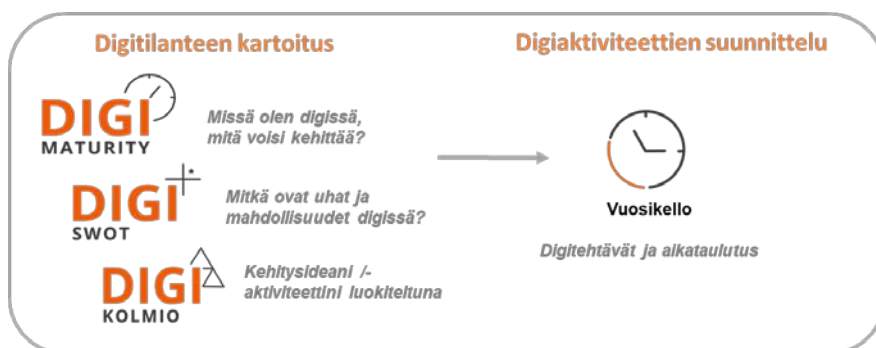 Digitilanteen kartoitus
DIGI
MATURITY
Missä olen digissä,
mitä voisi kehittää?
DIGI
SWOT
Mitkä ovat uhat ja
mahdollisuudet digissä?
DIGI
KOLMIO
Kehitysideani /-
aktiviteettini luokiteltuna
Digiaktiviteettien suunnittelu
Vuosikello
Digitehtävät ja aikataulutus